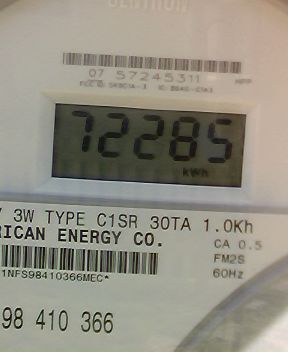 CENTRON
07 57245311
72285
kWh
3W TYPE C1SR 30TA 1.0Kh
RICAN ENERGY CO.
CA 0.5
FM2S
60Hz
1NFS98410366MEC*
98 410 366